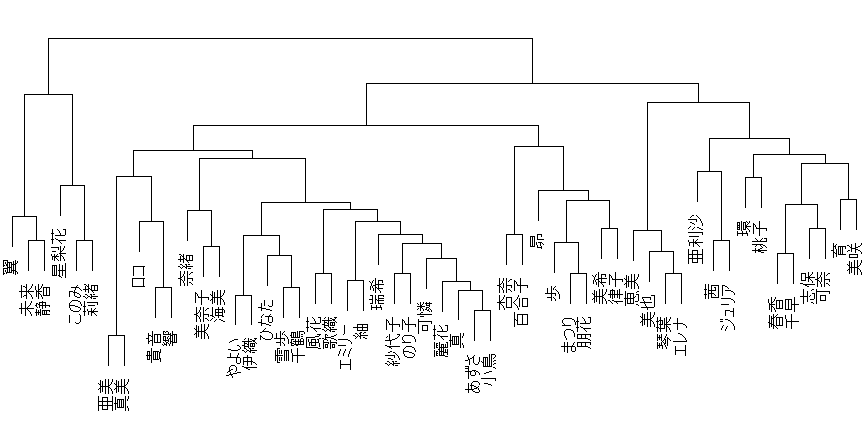 翼
未来
静香
星梨花
このみ
莉緒
亜美
真美
ロコ
貴音
響
奈緒
美奈子
海美
やよい
伊織
ひなた
雪歩
千鶴
風花
歌織
エミリー
紬
瑞希
紗代子
のり子
可憐
麗花
真
あずさ
小鳥
杏奈
百合子
昴
歩
まつり
朋花
美希
律子
恵美
美也
琴葉
エレナ
亜利沙
茜
ジュリア
環
桃子
春香
千早
志保
可奈
育
美咲